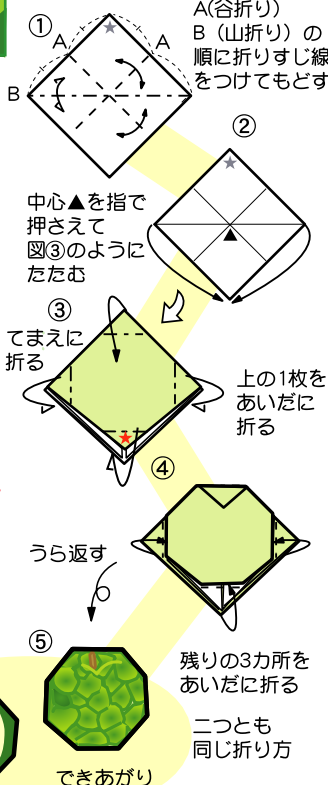 ①
A(谷折り)
B（山折り）の
順に折りすじ線
をつけてもどす
A
A
B
②
中心▲を指で
押さえて
図③のように
たたむ
③
てまえに
折る
上の1枚を
あいだに
折る
④
うら返す
残りの3カ所を
あいだに折る
二つとも
同じ折り方
⑤
できあがり